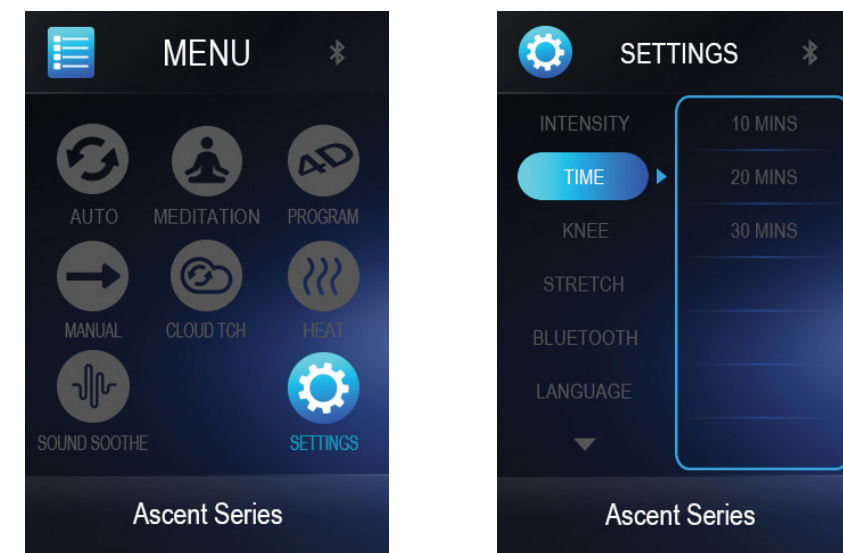 MENU
AUTO MEDITATION 4D PROGRAM
MANUAL CLOUD TCH HEAT
SOUND SOOTHE SETTINGS
Ascent Series
SETTINGS
INTENSITY 10 MINS
TIME 20 MINS
KNEE 30 MINS
STRETCH
BLUETOOTH
LANGUAGE
Ascent Series